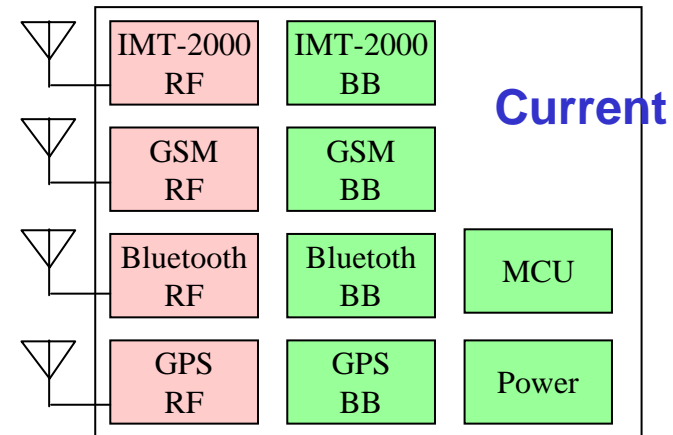 IMT-2000
RF
IMT-2000
BB
Current
GSM
RF
GSM
BB
Bluetooth
RF
Bluetoth
BB
MCU
GPS
RF
GPS
BB
Power